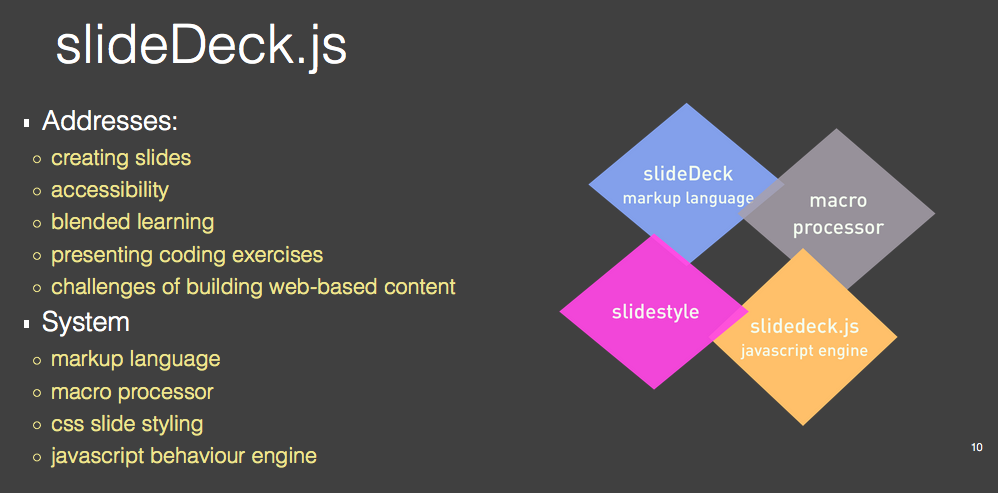 slideDeck.js
Addresses:
creating slides
accessibility
blended learning
presenting coding exercises
challenges of building web-based content
System
markup language
macro processor
css slide styling
javascript behaviour engine
slideDeck
markup language
macro
processor
slidestyle
slidedeck.js
javascript engine
10